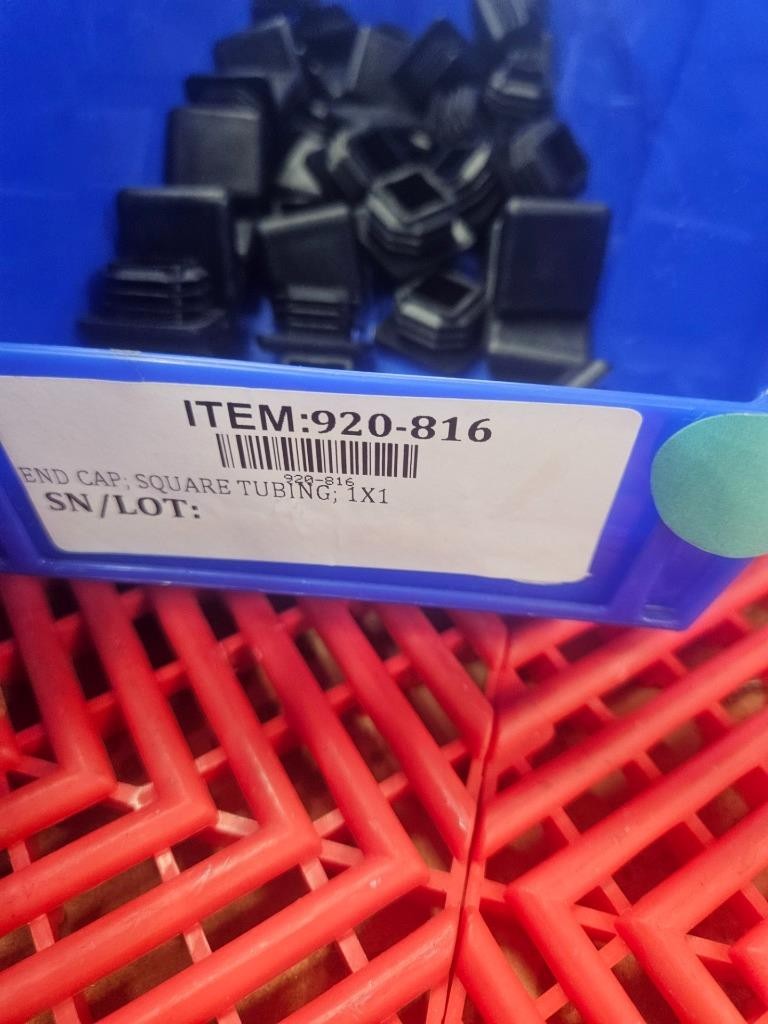 ITEM:920-816
920-816
END CAP; SQUARE TUBING; 1X1
SN/LOT: